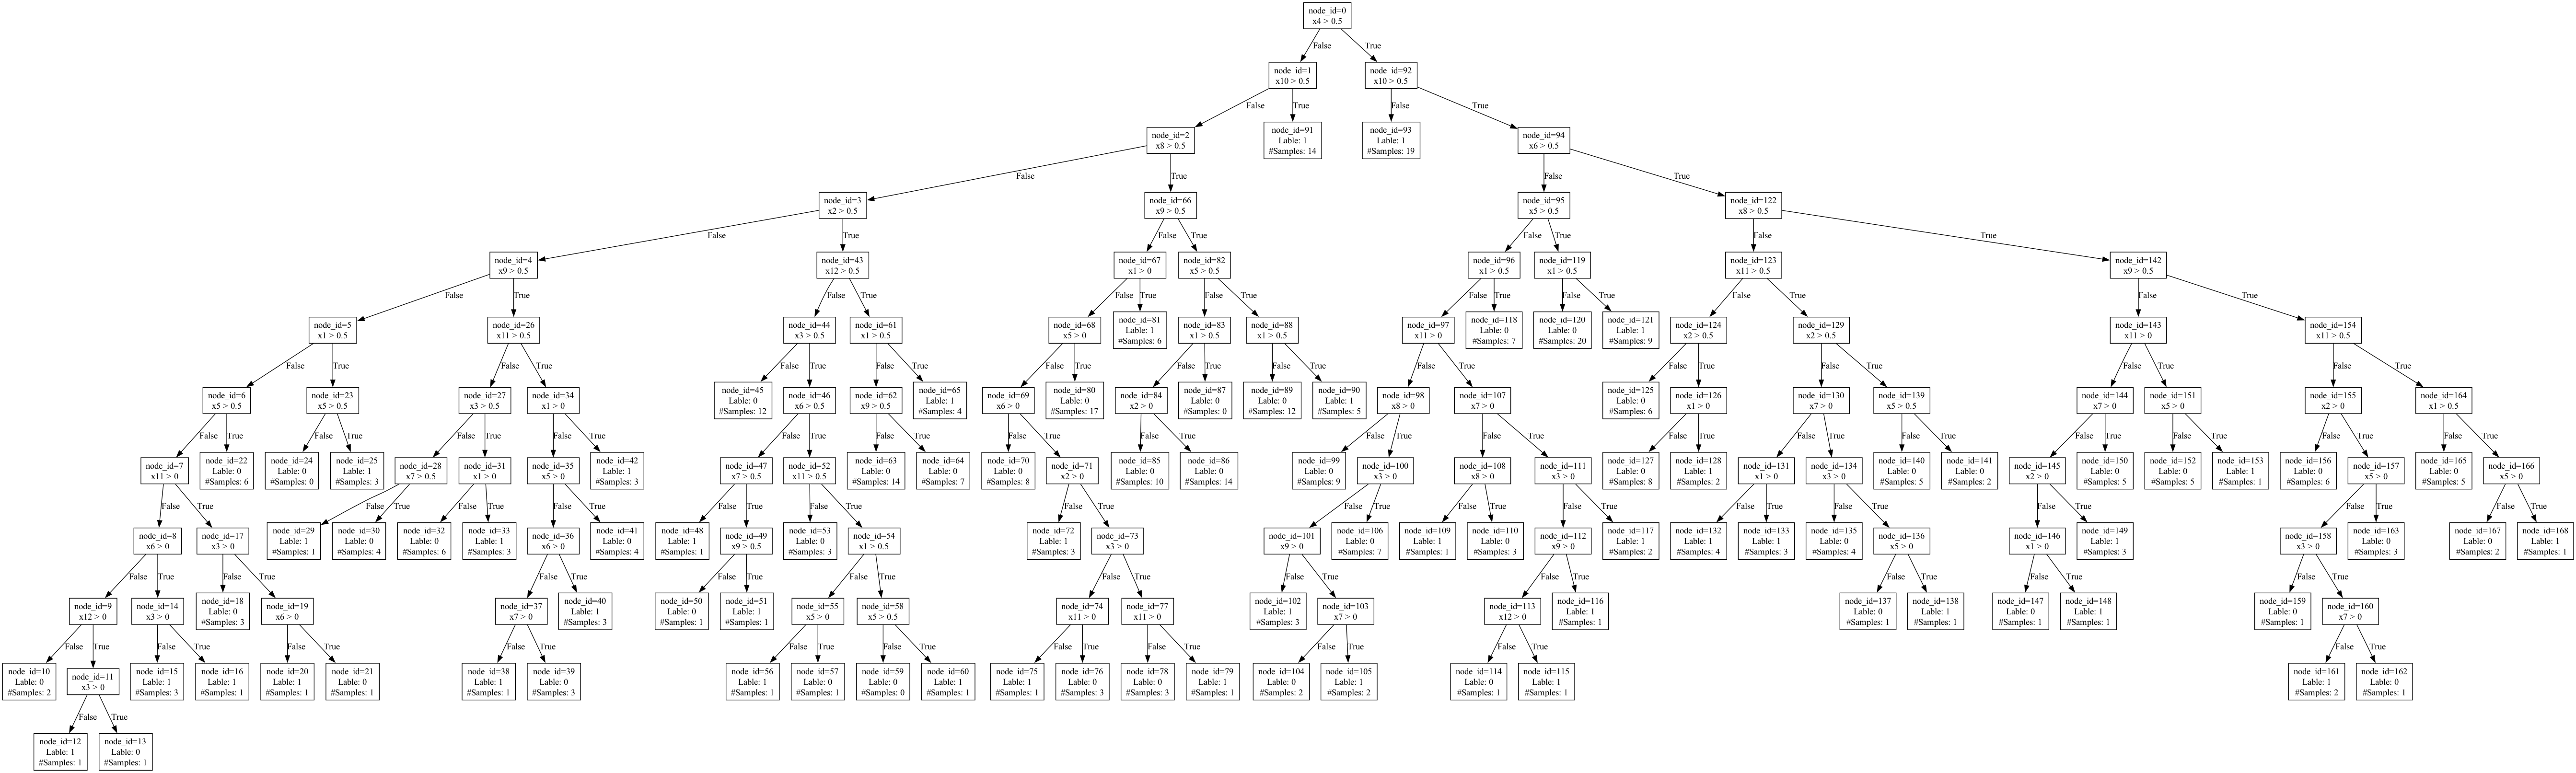 node_id=0
x4 > 0.5
False
True
node_id=1
x10 > 0.5
node_id=92
x10 > 0.5
False
True
False
True
node_id=2
x8 > 0.5
node_id=91
Lable: 1
#Samples: 14
node_id=93
Lable: 1
#Samples: 19
node_id=94
x6 > 0.5
False
True
False
True
node_id=3
x2 > 0.5
node_id=66
x9 > 0.5
node_id=95
x5 > 0.5
node_id=122
x8 > 0.5
False
True
False
True
False
True
False
True
node_id=4
x9 > 0.5
node_id=43
x12 > 0.5
node_id=67
x1 > 0
node_id=82
x5 > 0.5
node_id=96
x1 > 0.5
node_id=119
x1 > 0.5
node_id=123
x11 > 0.5
node_id=142
x9 > 0.5
False
True
False
True
False
True
False
True
False
True
False
True
False
True
False
True
node_id=5
x1 > 0.5
node_id=26
x11 > 0.5
node_id=44
x3 > 0.5
node_id=61
x1 > 0.5
node_id=68
x5 > 0
node_id=81
Lable: 1
#Samples: 6
node_id=83
x1 > 0.5
node_id=88
x1 > 0.5
node_id=97
x11 > 0
node_id=118
Lable: 0
#Samples: 7
node_id=120
Lable: 0
#Samples: 20
node_id=121
Lable: 1
#Samples: 9
node_id=124
x2 > 0.5
node_id=129
x2 > 0.5
node_id=143
x11 > 0
node_id=154
x11 > 0.5
False
True
False
True
False
True
False
True
False
True
False
True
False
True
False
True
False
True
False
True
False
True
False
True
node_id=6
x5 > 0.5
node_id=23
x5 > 0.5
node_id=27
x3 > 0.5
node_id=34
x1 > 0
node_id=45
Lable: 0
#Samples: 12
node_id=46
x6 > 0.5
node_id=62
x9 > 0.5
node_id=65
Lable: 1
#Samples: 4
node_id=69
x6 > 0
node_id=80
Lable: 0
#Samples: 17
node_id=84
x2 > 0
node_id=87
Lable: 0
#Samples: 0
node_id=89
Lable: 0
#Samples: 12
node_id=90
Lable: 1
#Samples: 5
node_id=98
x8 > 0
node_id=107
x7 > 0
node_id=125
Lable: 0
#Samples: 6
node_id=126
x1 > 0
node_id=130
x7 > 0
node_id=139
x5 > 0.5
node_id=144
x7 > 0
node_id=151
x5 > 0
node_id=155
x2 > 0
node_id=164
x1 > 0.5
False
True
False
True
False
True
False
True
False
True
False
True
False
True
False
True
False
True
False
True
False
True
False
True
False
True
False
True
False
True
False
True
False
True
node_id=7
x11 > 0
node_id=22
Lable: 0
#Samples: 6
node_id=24
Lable: 0
#Samples: 0
node_id=25
Lable: 1
#Samples: 3
node_id=28
x7 > 0.5
node_id=31
x1 > 0
node_id=35
x5 > 0
node_id=42
Lable: 1
#Samples: 3
node_id=47
x7 > 0.5
node_id=52
x11 > 0.5
node_id=63
Lable: 0
#Samples: 14
node_id=64
Lable: 0
#Samples: 7
node_id=70
Lable: 0
#Samples: 8
node_id=71
x2 > 0
node_id=85
Lable: 0
#Samples: 10
node_id=86
Lable: 0
#Samples: 14
node_id=99
Lable: 0
#Samples: 9
node_id=100
x3 > 0
node_id=108
x8 > 0
node_id=111
x3 > 0
node_id=127
Lable: 0
#Samples: 8
node_id=128
Lable: 1
#Samples: 2
node_id=131
x1 > 0
node_id=134
x3 > 0
node_id=140
Lable: 0
#Samples: 5
node_id=141
Lable: 0
#Samples: 2
node_id=145
x2 > 0
node_id=150
Lable: 0
#Samples: 5
node_id=152
Lable: 0
#Samples: 5
node_id=153
Lable: 1
#Samples: 1
node_id=156
Lable: 0
#Samples: 6
node_id=157
x5 > 0
node_id=165
Lable: 0
#Samples: 5
node_id=166
x5 > 0
False
True
False
True
False
True
False
True
False
True
False
True
False
True
False
True
False
True
False
True
False
True
False
True
False
True
False
True
False
True
node_id=8
x6 > 0
node_id=17
x3 > 0
node_id=29
Lable: 1
#Samples: 1
node_id=30
Lable: 0
#Samples: 4
node_id=32
Lable: 0
#Samples: 6
node_id=33
Lable: 1
#Samples: 3
node_id=36
x6 > 0
node_id=41
Lable: 0
#Samples: 4
node_id=48
Lable: 1
#Samples: 1
node_id=49
x9 > 0.5
node_id=53
Lable: 0
#Samples: 3
node_id=54
x1 > 0.5
node_id=72
Lable: 1
#Samples: 3
node_id=73
x3 > 0
node_id=101
x9 > 0
node_id=106
Lable: 0
#Samples: 7
node_id=109
Lable: 1
#Samples: 1
node_id=110
Lable: 0
#Samples: 3
node_id=112
x9 > 0
node_id=117
Lable: 1
#Samples: 2
node_id=132
Lable: 1
#Samples: 4
node_id=133
Lable: 1
#Samples: 3
node_id=135
Lable: 0
#Samples: 4
node_id=136
x5 > 0
node_id=146
x1 > 0
node_id=149
Lable: 1
#Samples: 3
node_id=158
x3 > 0
node_id=163
Lable: 0
#Samples: 3
node_id=167
Lable: 0
#Samples: 2
node_id=168
Lable: 1
#Samples: 1
False
True
False
True
False
True
False
True
False
True
False
True
False
True
False
True
False
True
False
True
False
True
node_id=9
x12 > 0
node_id=14
x3 > 0
node_id=18
Lable: 0
#Samples: 3
node_id=19
x6 > 0
node_id=37
x7 > 0
node_id=40
Lable: 1
#Samples: 3
node_id=50
Lable: 0
#Samples: 1
node_id=51
Lable: 1
#Samples: 1
node_id=55
x5 > 0
node_id=58
x5 > 0.5
node_id=74
x11 > 0
node_id=77
x11 > 0
node_id=102
Lable: 1
#Samples: 3
node_id=103
x7 > 0
node_id=113
x12 > 0
node_id=116
Lable: 1
#Samples: 1
node_id=137
Lable: 0
#Samples: 1
node_id=138
Lable: 1
#Samples: 1
node_id=147
Lable: 0
#Samples: 1
node_id=148
Lable: 1
#Samples: 1
node_id=159
Lable: 0
#Samples: 1
node_id=160
x7 > 0
False
True
False
True
False
True
False
True
False
True
False
True
False
True
False
True
False
True
False
True
False
True
node_id=10
Lable: 0
#Samples: 2
node_id=11
x3 > 0
node_id=15
Lable: 1
#Samples: 3
node_id=16
Lable: 1
#Samples: 1
node_id=20
Lable: 1
#Samples: 1
node_id=21
Lable: 0
#Samples: 1
node_id=38
Lable: 1
#Samples: 1
node_id=39
Lable: 0
#Samples: 3
node_id=56
Lable: 1
#Samples: 1
node_id=57
Lable: 0
#Samples: 1
node_id=59
Lable: 0
#Samples: 0
node_id=60
Lable: 1
#Samples: 1
node_id=75
Lable: 1
#Samples: 1
node_id=76
Lable: 0
#Samples: 3
node_id=78
Lable: 0
#Samples: 3
node_id=79
Lable: 1
#Samples: 1
node_id=104
Lable: 0
#Samples: 2
node_id=105
Lable: 1
#Samples: 2
node_id=114
Lable: 0
#Samples: 1
node_id=115
Lable: 1
#Samples: 1
node_id=161
Lable: 1
#Samples: 2
node_id=162
Lable: 0
#Samples: 1
False
True
node_id=12
Lable: 1
#Samples: 1
node_id=13
Lable: 0
#Samples: 1